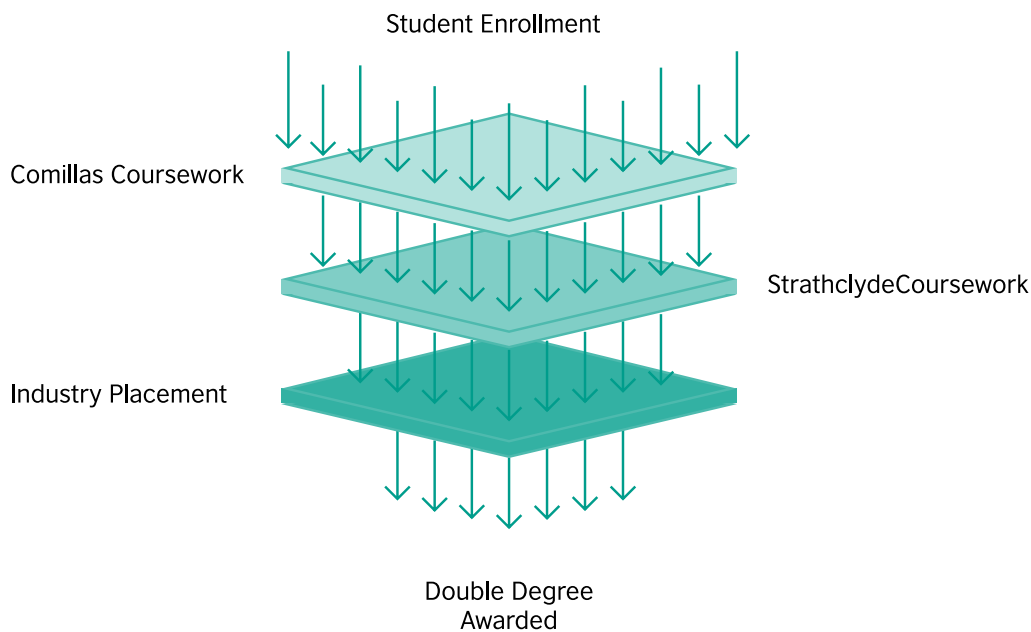 Student Enrollment
Comillas Coursework
StrathclydeCoursework
Industry Placement
Double Degree
Awarded